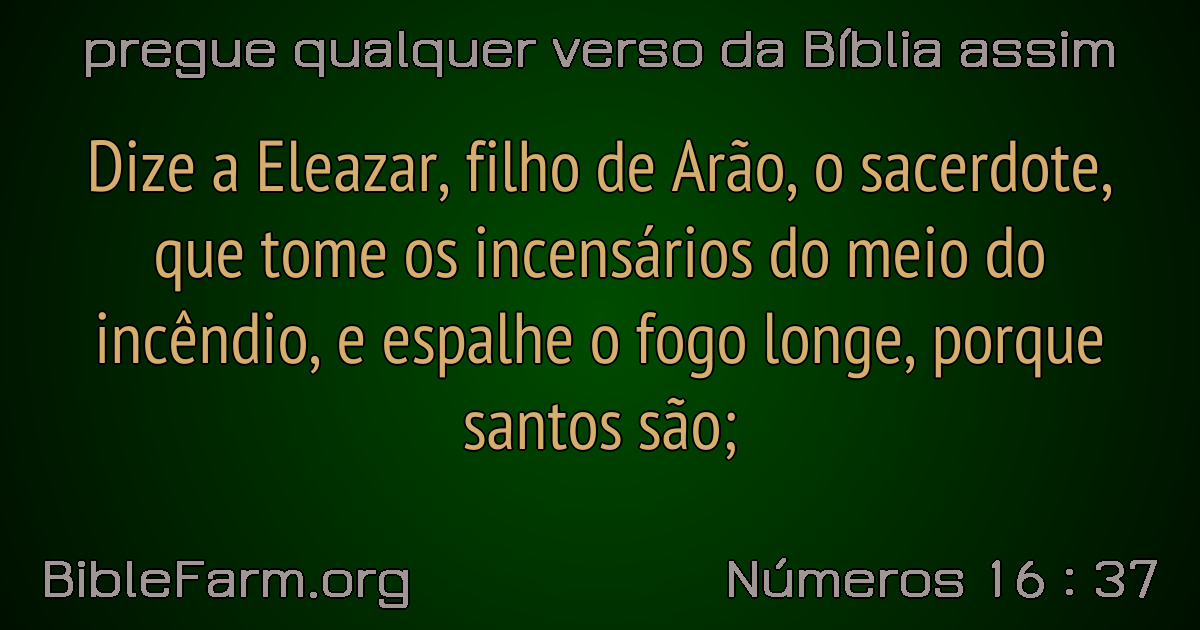 pregue qualquer verso da Bíblia assim
Dize a Eleazar, filho de Arão, o sacerdote,
que tome os incensários do meio do
incêndio, e espalhe o fogo longe, porque
santos são;
BibleFarm.org
Números 16 : 37